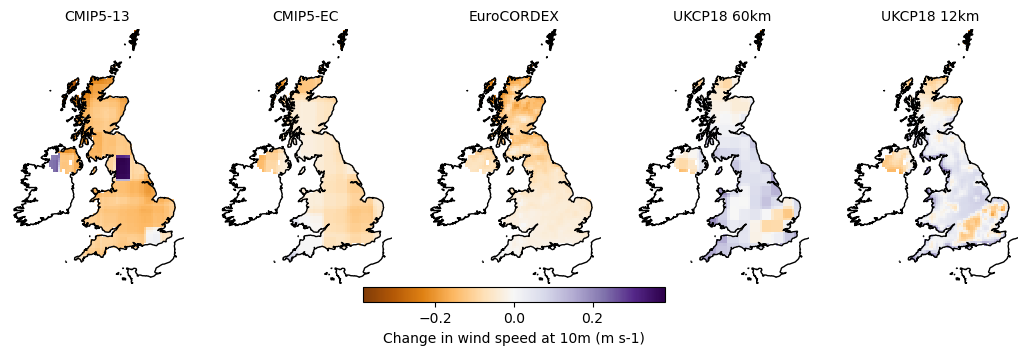 CMIP5-13 CMIP5-EC EuroCORDEX UKCP18 60km UKCP18 12km
−0.2 0.0 0.2
Change in wind speed at 10m (m s-1)